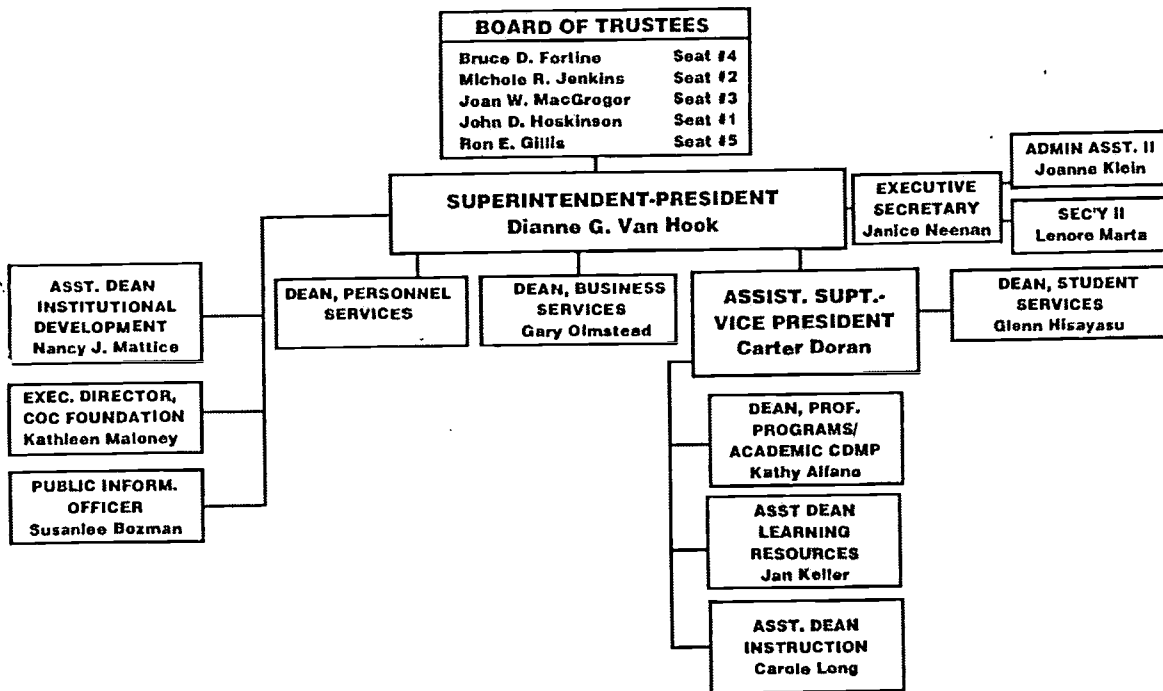 BOARD OF TRUSTEES
Bruce D. Fortine Seat #4
Michele R. Jenkins Seat #2
Joan W. MacGregor Seat #3
John D. Hoskinson Seat #1
Ron E. Gillis Seat #5
SUPERINTENDENT-PRESIDENT
Dianne G. Van Hook
EXECUTIVE
SECRETARY
Janice Neenan
ADMIN ASST. II
Joanne Klein
SEC'Y II
Lenore Marta
ASST. DEAN
INSTITUTIONAL
DEVELOPMENT
Nancy J. Mattice
DEAN, PERSONNEL
SERVICES
DEAN, BUSINESS
SERVICES
Gary Olmstead
ASSIST. SUPT.-
VICE PRESIDENT
Carter Doran
DEAN, STUDENT
SERVICES
Glenn Hisayasu
EXEC. DIRECTOR,
COC FOUNDATION
Kathleen Maloney
PUBLIC INFORM.
OFFICER
Susanlee Bozman
DEAN, PROF.
PROGRAMS/
ACADEMIC CDMP
Kathy Alfano
ASST DEAN
LEARNING
RESOURCES
Jan Keller
ASST. DEAN
INSTRUCTION
Carole Long